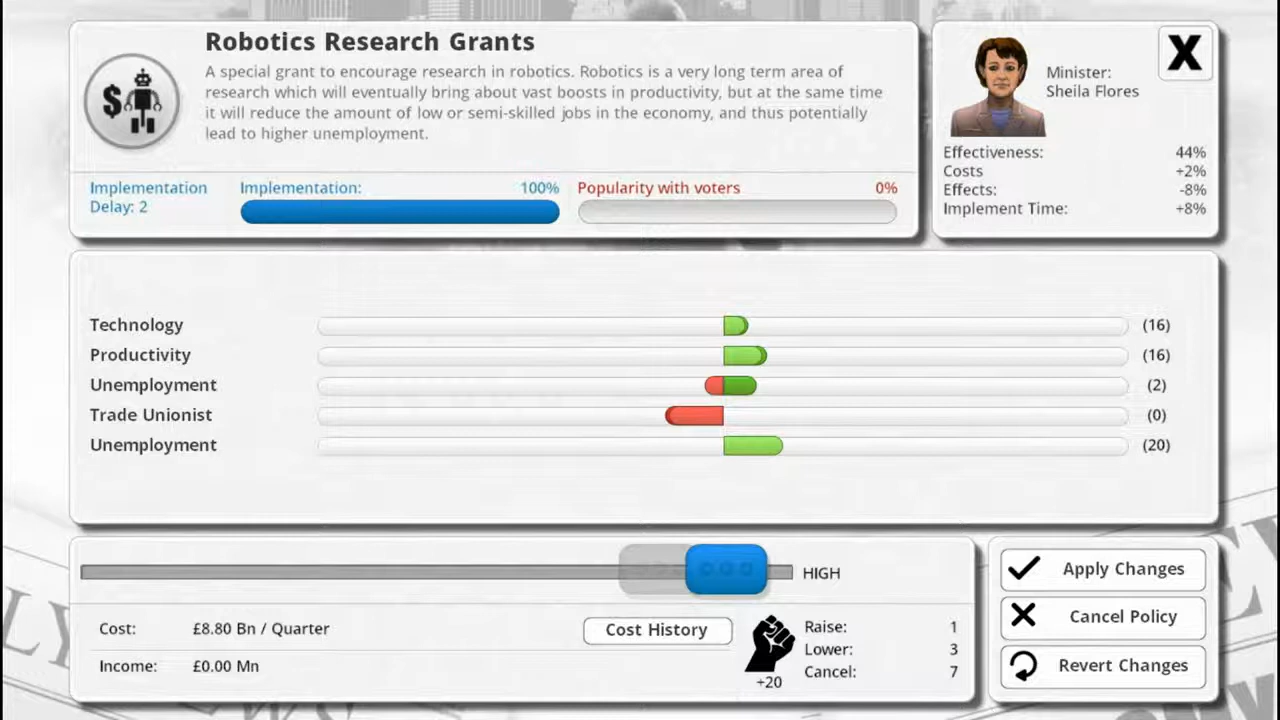 Robotics Research Grants
A special grant to encourage research in robotics. Robotics is a very long term area of
research which will eventually bring about vast boosts in productivity, but at the same time
it will reduce the amount of low or semi-skilled jobs in the economy, and thus potentially
lead to higher unemployment.
Implementation
Delay: 2
Implementation: 100%
Popularity with voters 0%
Minister:
Sheila Flores
X
Effectiveness: 44%
Costs +2%
Effects: -8%
Implement Time: +8%
Technology (16)
Productivity (16)
Unemployment (2)
Trade Unionist (0)
Unemployment (20)
HIGH
Cost: £8.80 Bn / Quarter
Income: £0.00 Mn
Cost History
+20
Raise: 1
Lower: 3
Cancel: 7
Apply Changes
Cancel Policy
Revert Changes